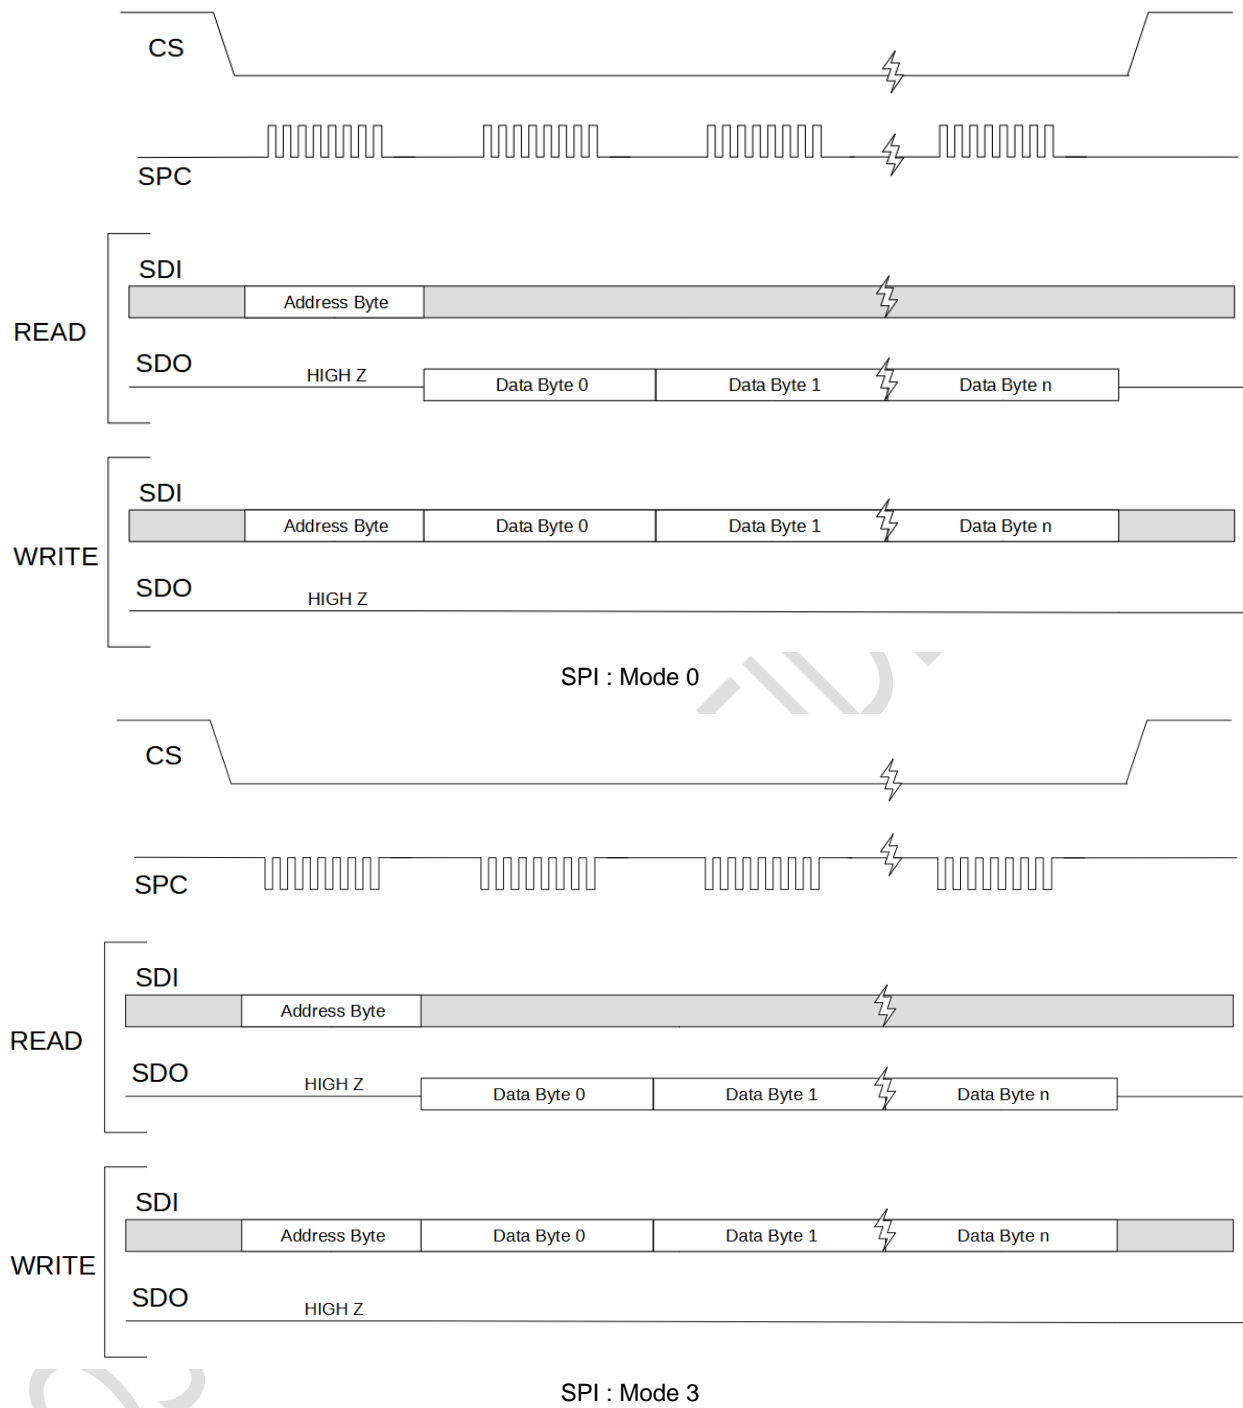 CS
SPC
READ
SDI
Address Byte
SDO
HIGH Z
Data Byte 0
Data Byte 1
Data Byte n
WRITE
SDI
Address Byte
Data Byte 0
Data Byte 1
Data Byte n
SDO
HIGH Z
SPI : Mode 0
CS
SPC
READ
SDI
Address Byte
SDO
HIGH Z
Data Byte 0
Data Byte 1
Data Byte n
WRITE
SDI
Address Byte
Data Byte 0
Data Byte 1
Data Byte n
SDO
HIGH Z
SPI : Mode 3